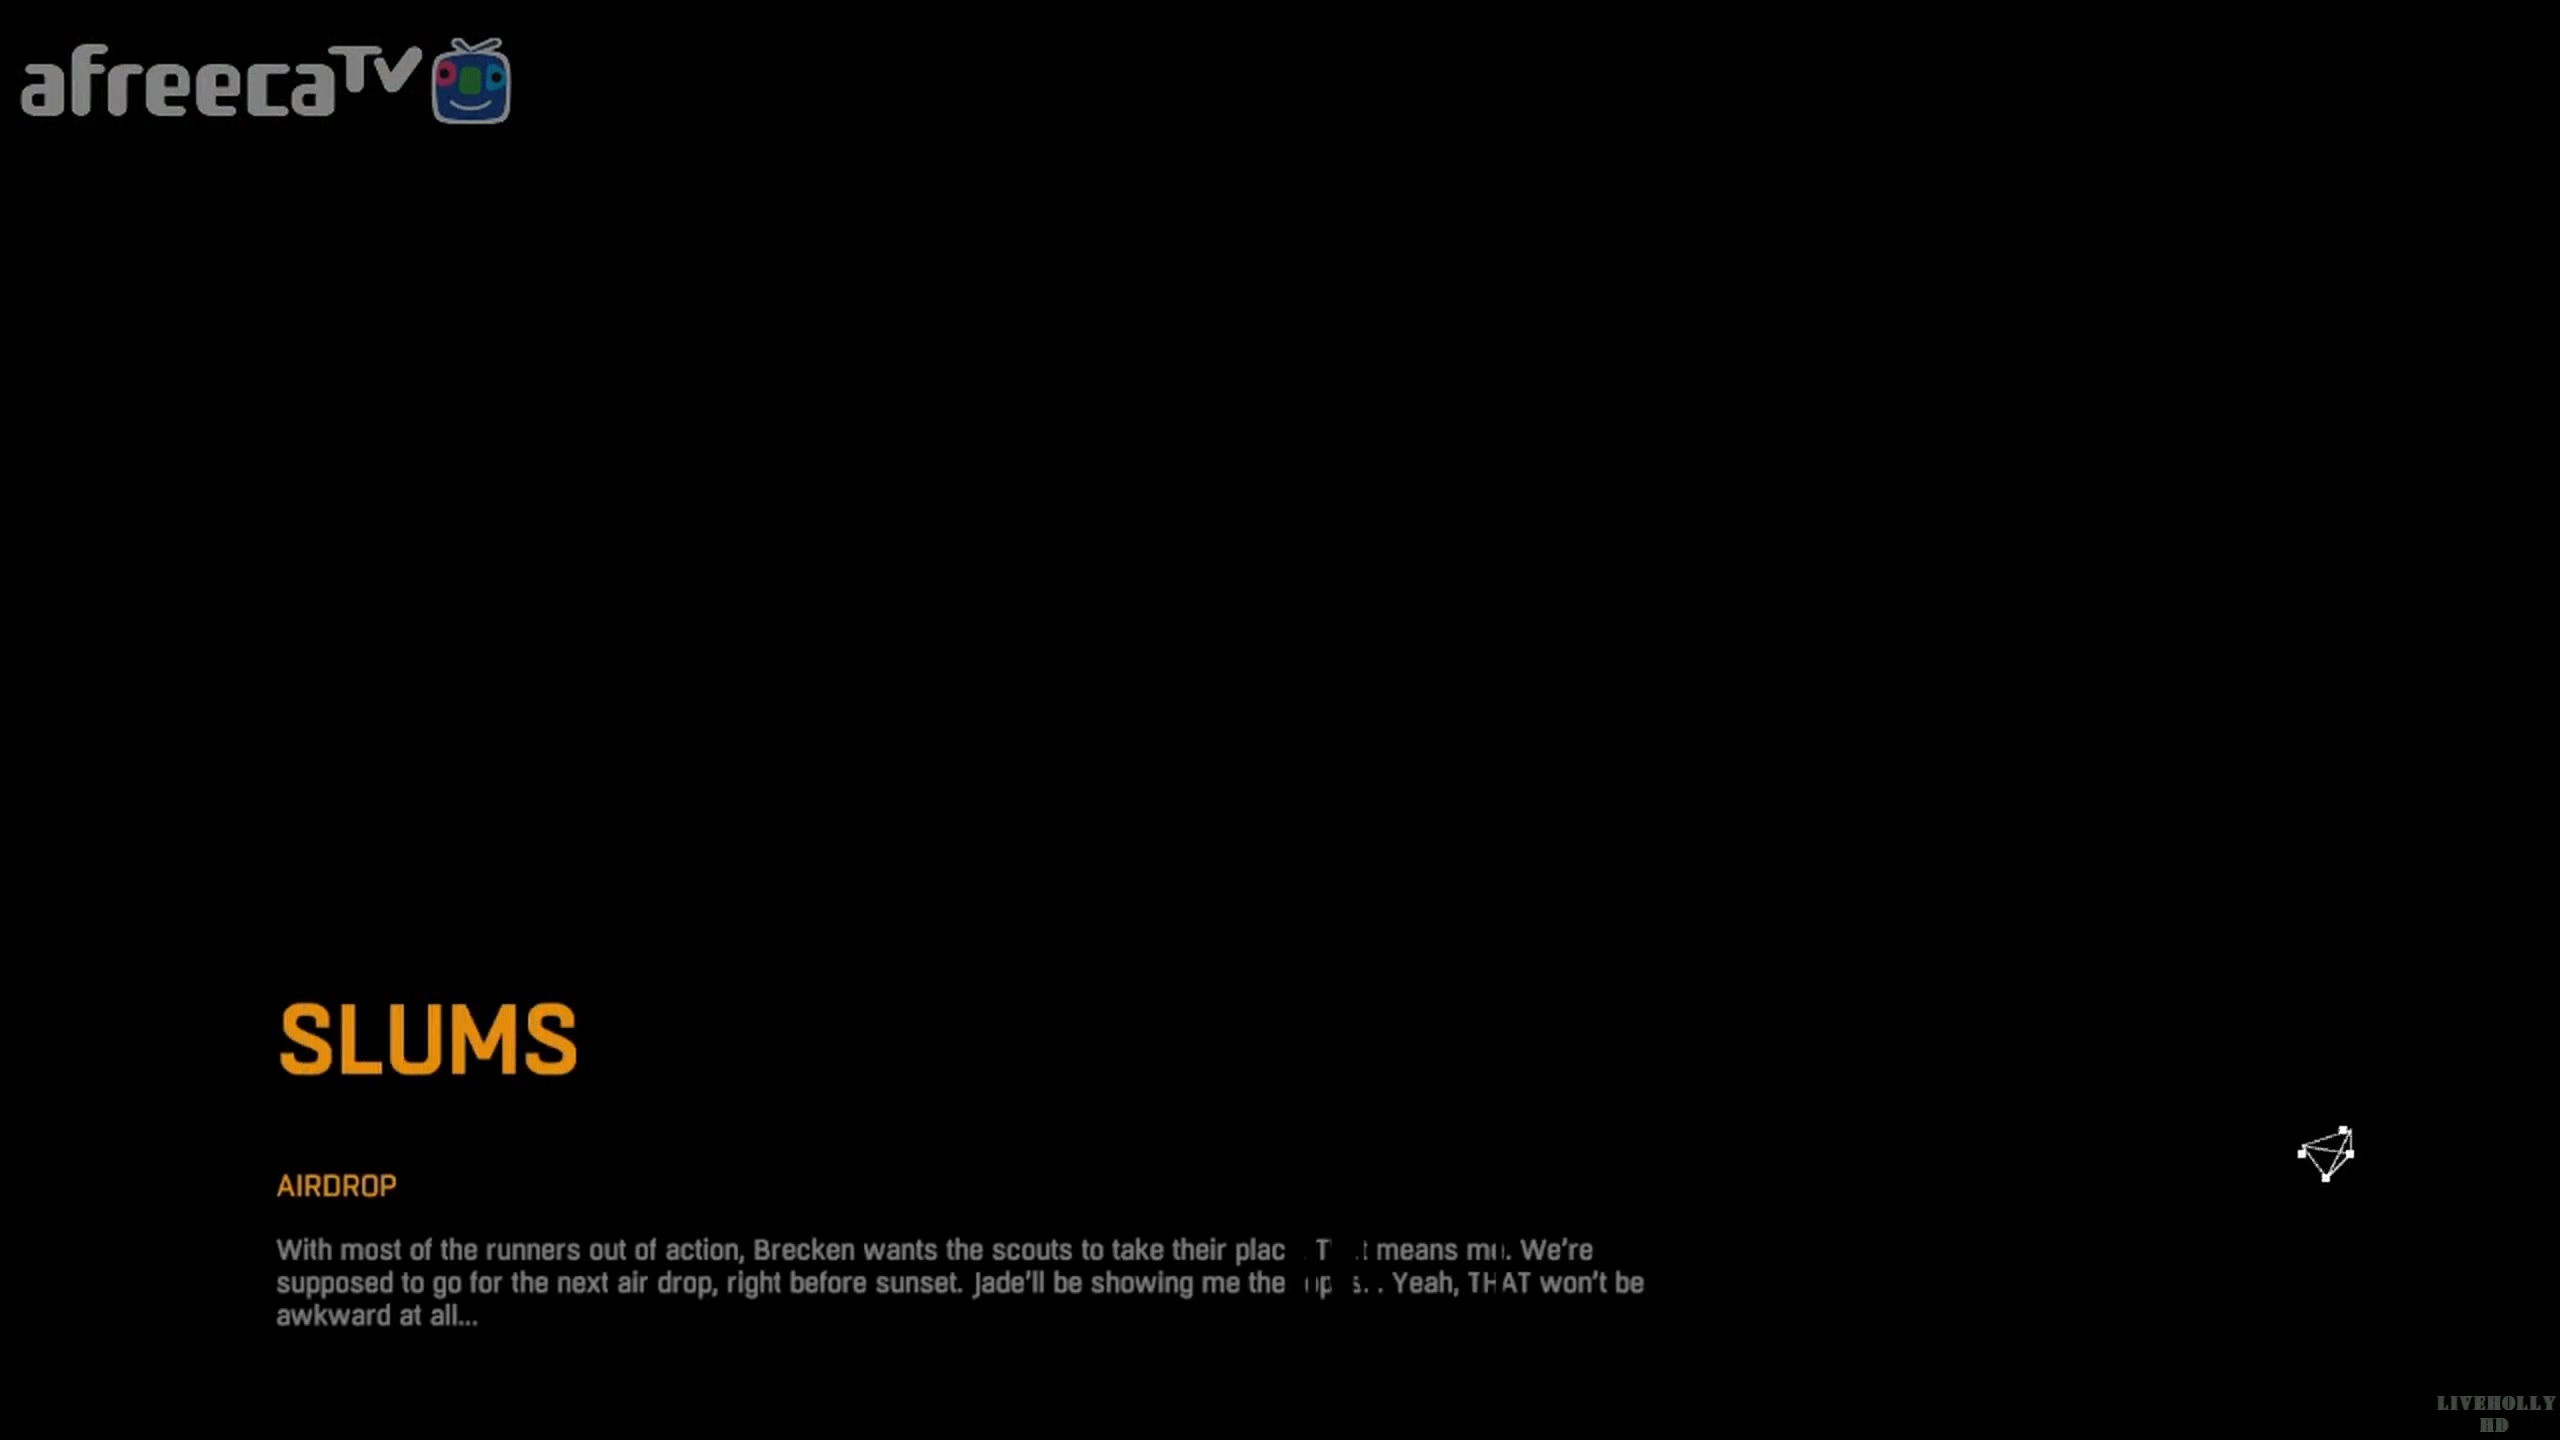 afreecaTV
SLUMS
AIRDROP
With most of the runners out of action, Brecken wants the scouts to take their means We're
supposed to go for the next air drop, right before sunset. Jade'll be showing me the Yeah, THAT won't be
awkward at all...
LIVEHOLLY
HD